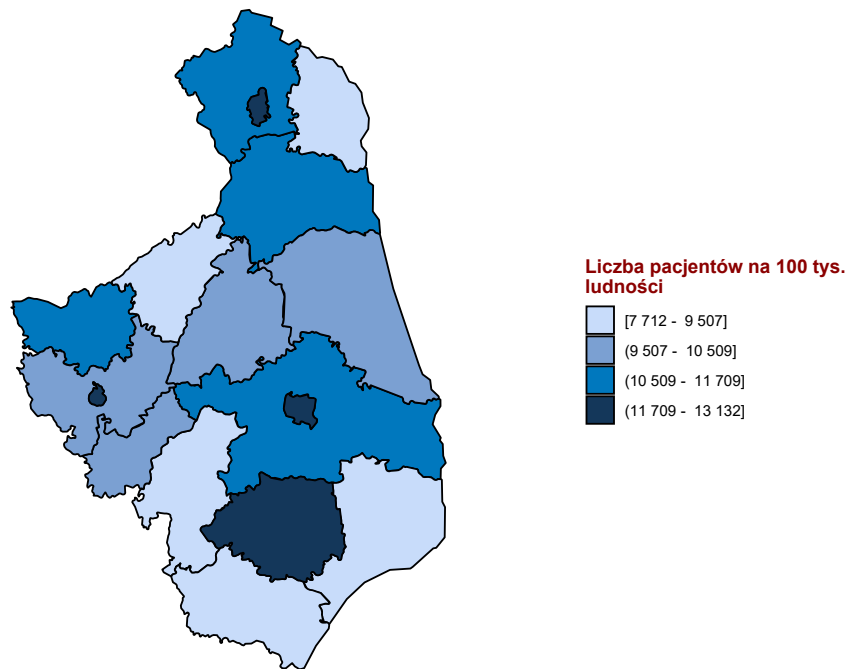 Liczba pacjentów na 100 tys.
ludności
[7 712 - 9 507]
(9 507 - 10 509]
(10 509 - 11 709]
(11 709 - 13 132]